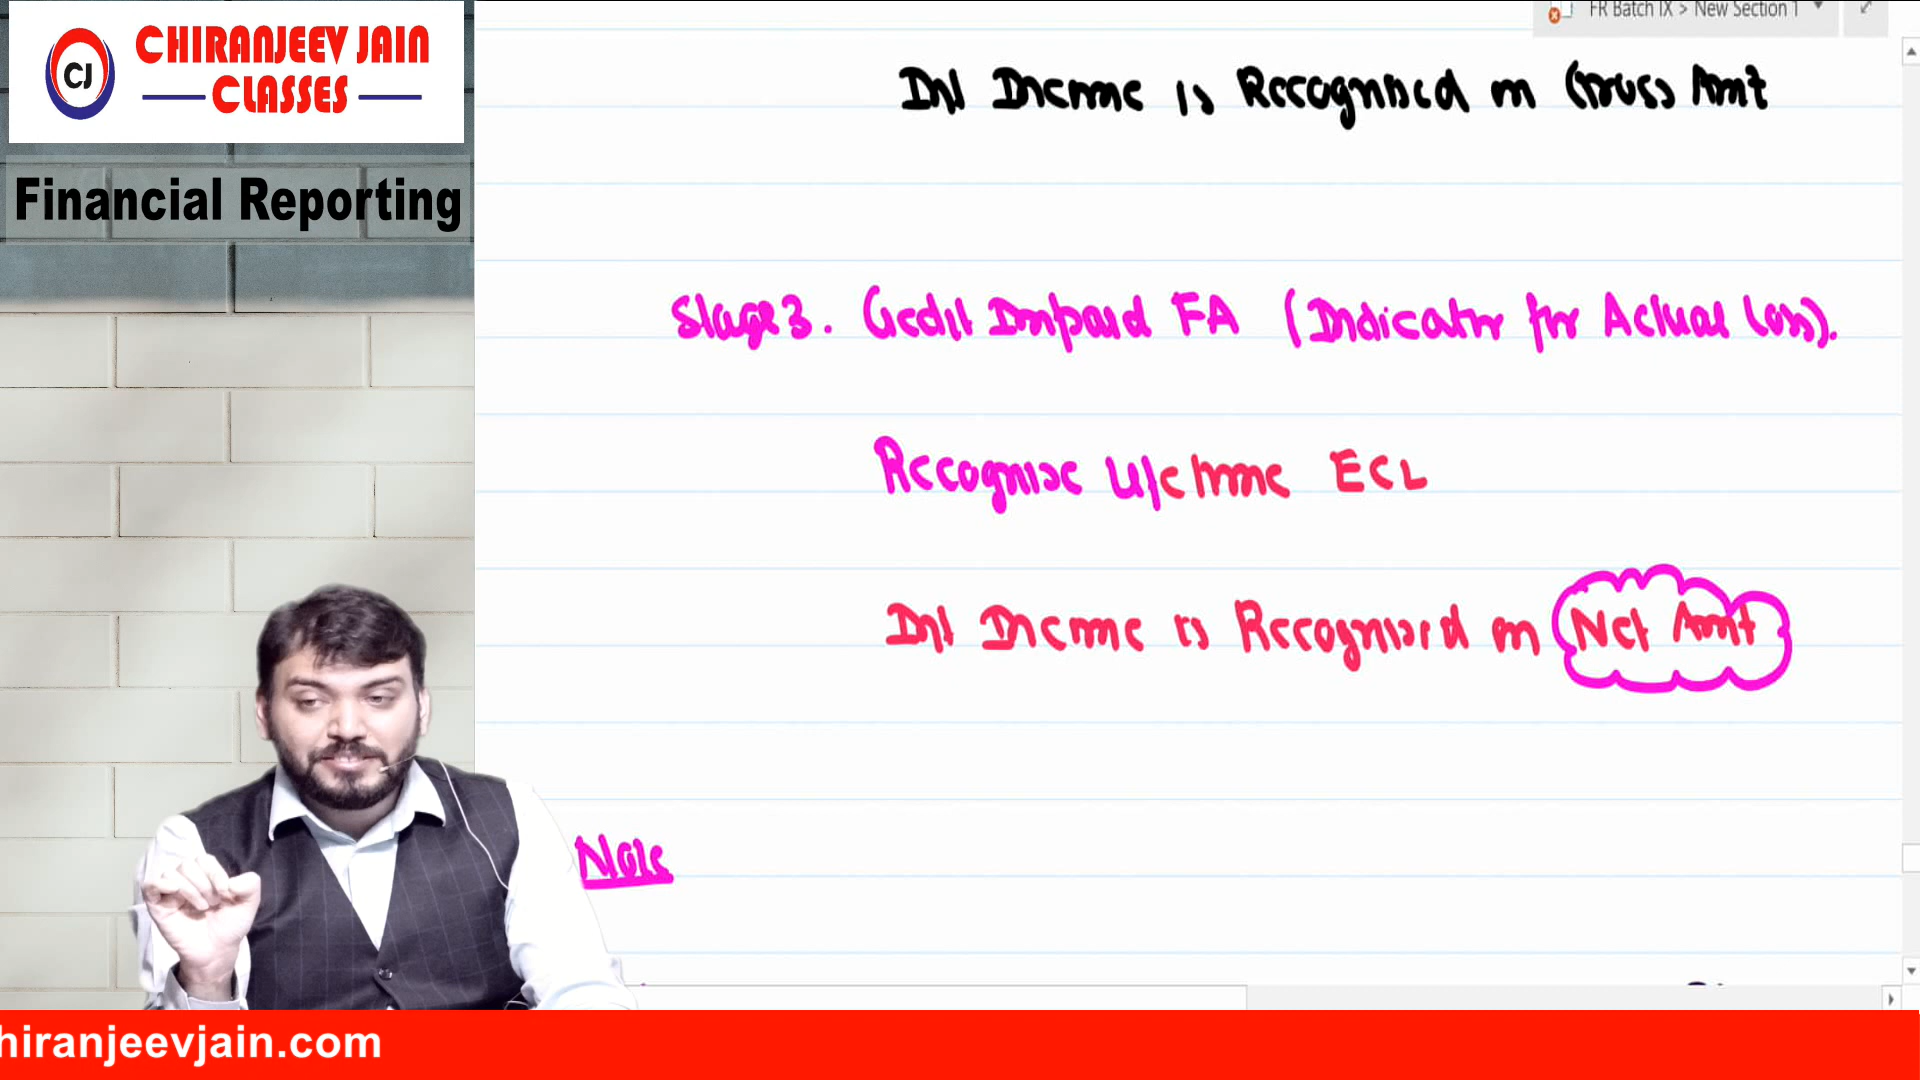 FR Batch IX > New Section 1
CHIRANJEEV JAIN
CJ
CLASSES
Financial Reporting
Int Income is Recognised on Gross Amt
Stage 3. Credit Impaired FA (Indicator for Actual Loss).
Recognise Lifetime ECL
Int Income is Recognised on Net Amt
Note
hiranjeevjain.com